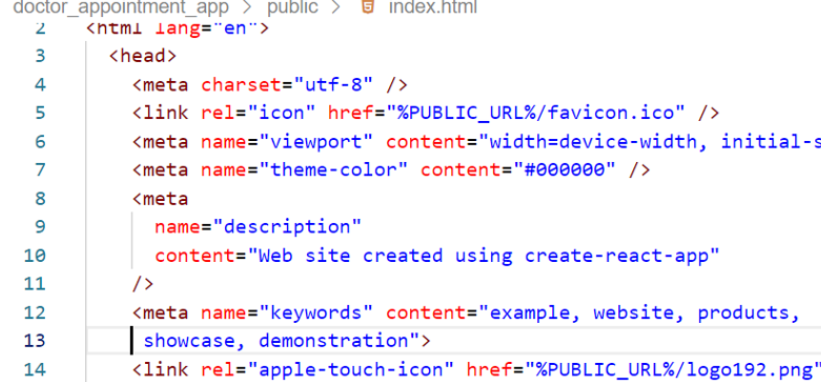 doctor_appointment_app > public > index.html
2 <html lang="en">
3 <head>
4 <meta charset="utf-8" />
5 <link rel="icon" href="%PUBLIC_URL%/favicon.ico" />
6 <meta name="viewport" content="width=device-width, initial-s
7 <meta name="theme-color" content="#000000" />
8 <meta
9 name="description"
10 content="Web site created using create-react-app"
11 />
12 <meta name="keywords" content="example, website, products,
13 showcase, demonstration">
14 <link rel="apple-touch-icon" href="%PUBLIC_URL%/logo192.png"